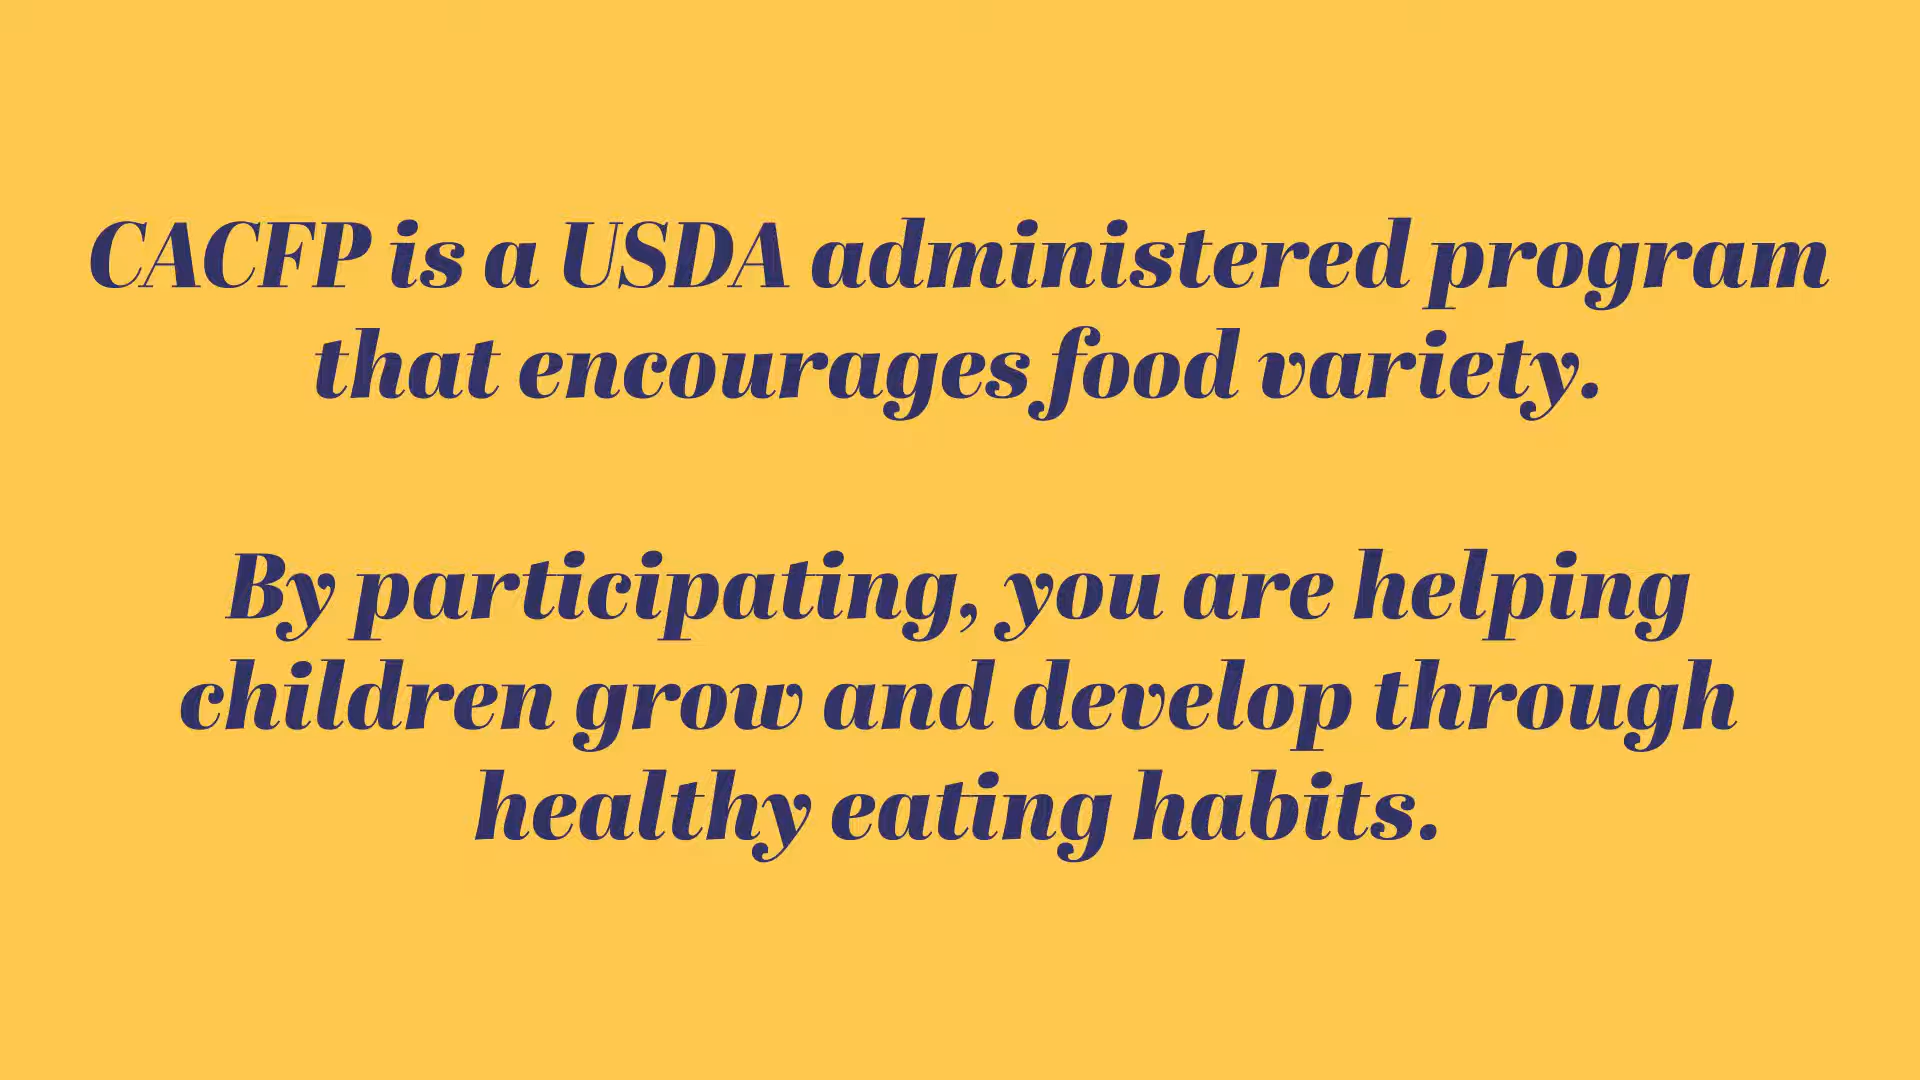 CACFP is a USDA administered program
that encourages food variety.
By participating, you are helping
children grow and develop through
healthy eating habits.